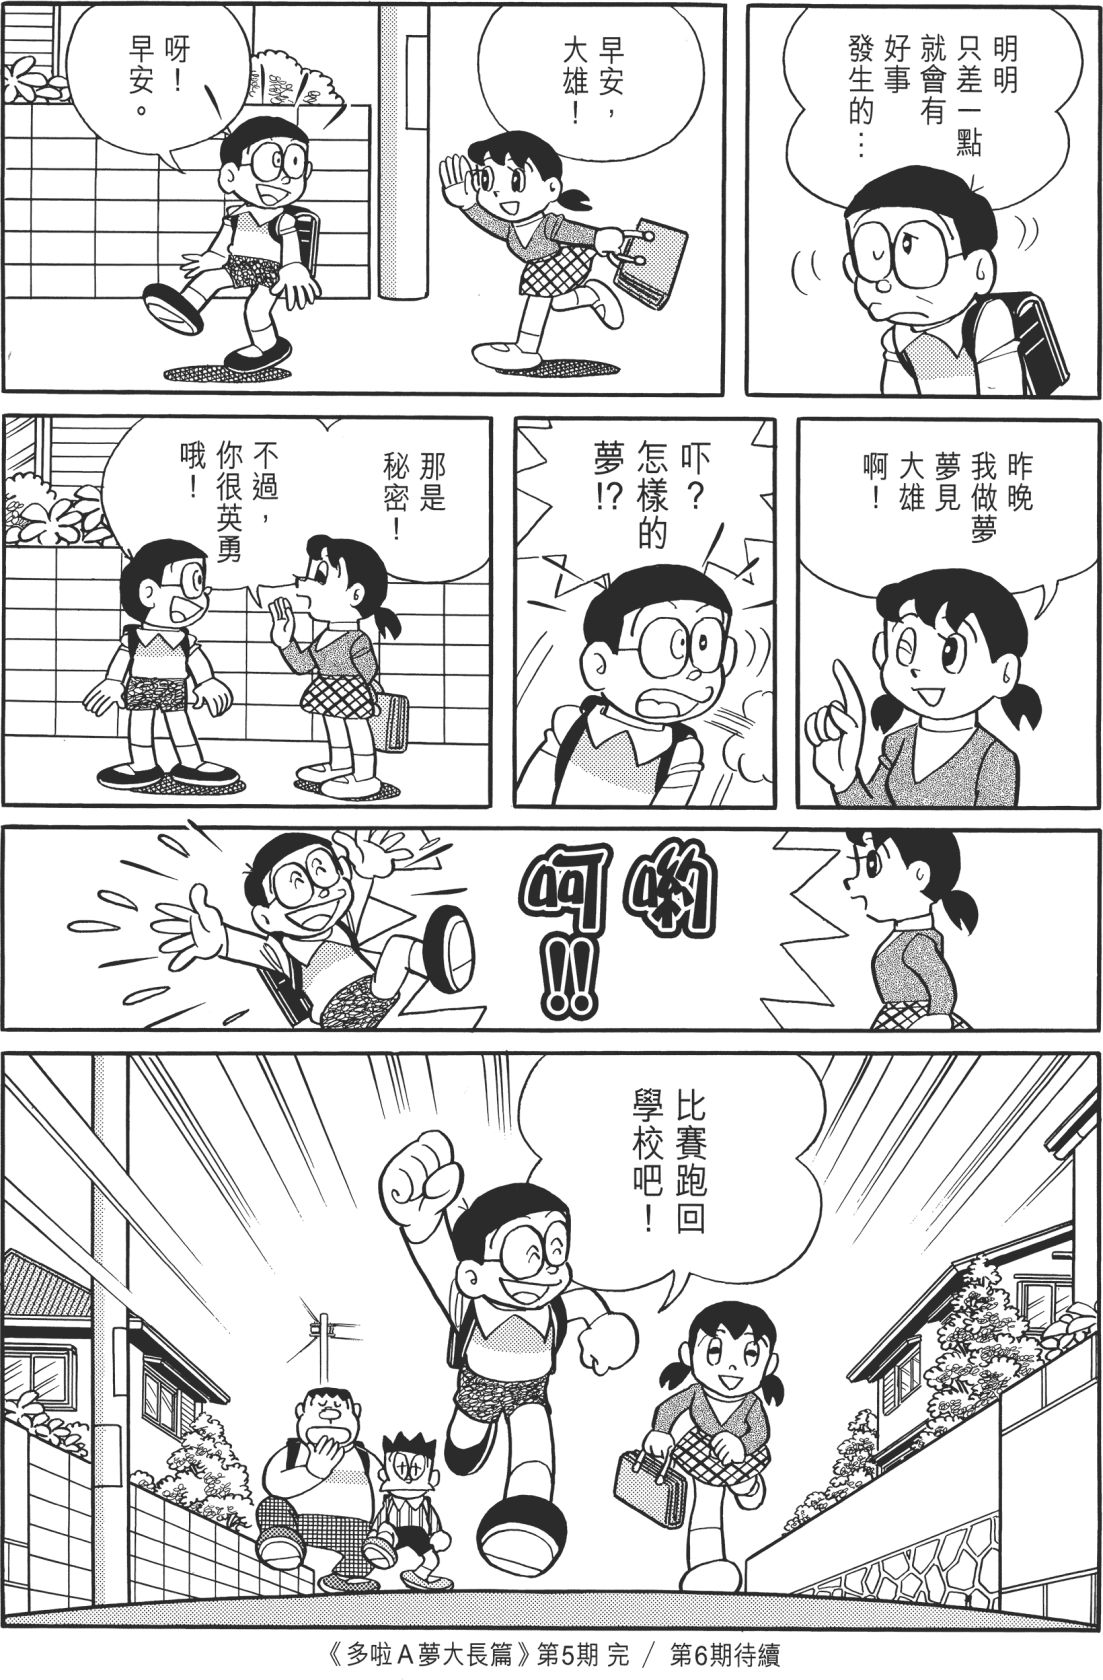 明明
只差一點
就會有
好事
發生的…
早安，
大雄！
呀！
早安。
昨晚
我做夢
夢見
大雄
啊！
吓？
怎樣的
夢!?
那是
秘密！
不過，
你很英勇
哦！
喲呵!!
比賽跑回
學校吧！
《多啦A夢大長篇》第5期 完 / 第6期待續